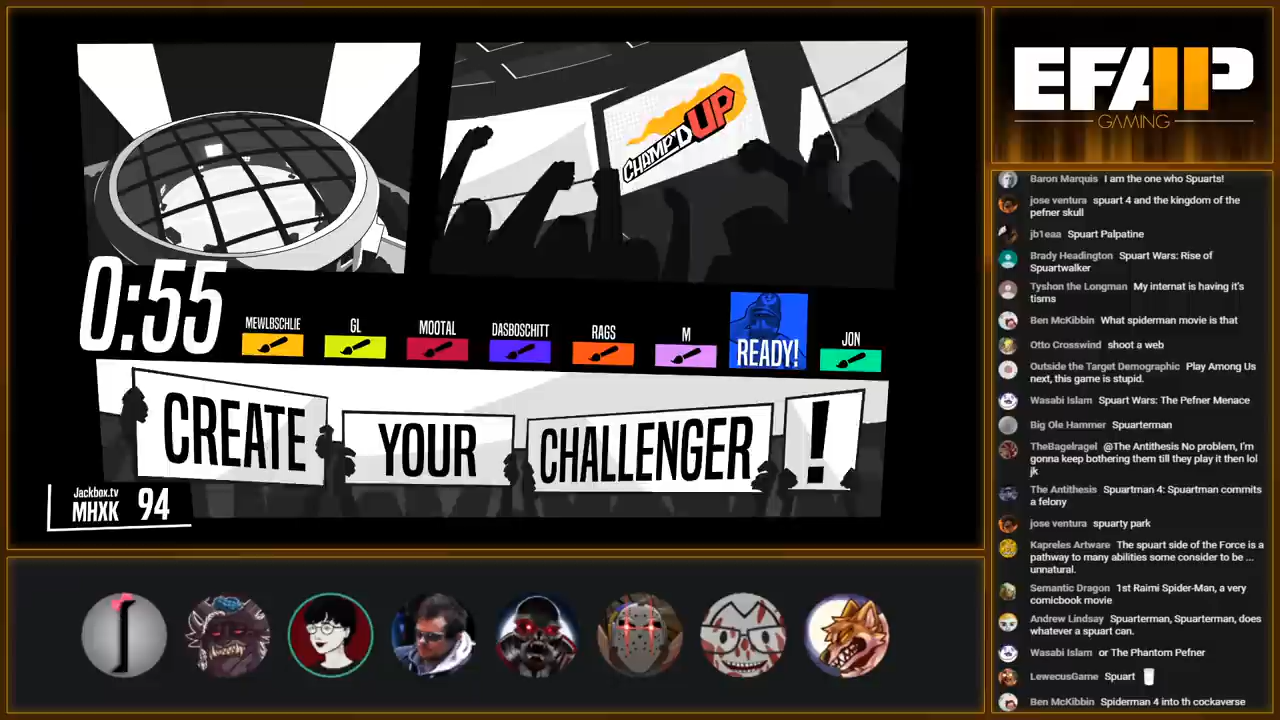 CHAMP'D UP
0:55
MEWLBSCHLIE
GL
MOOTAL
DASBOSCHITT
RAGS
M
READY!
JON
CREATE
YOUR
CHALLENGER
!
Jackbox.tv
MHXK
94
EFAP
GAMING
Baron Marquis I am the one who Spuarts!
jose ventura spuart 4 and the kingdom of the
pefner skull
jb1eaa Spuart Palpatine
Brady Headington Spuart Wars: Rise of
Spuartwalker
Tyshon the Longman My internat is having it's
tisms
Ben McKibbin What spiderman movie is that
Otto Crosswind shoot a web
Outside the Target Demographic Play Among Us
next, this game is stupid.
Wasabi Islam Spuart Wars: The Pefner Menace
Big Ole Hammer Spuarterman
TheBagelragel @The Antithesis No problem, I'm
gonna keep bothering them till they play it then lol
jk
The Antithesis Spuartman 4: Spuartman commits
a felony
jose ventura spuarty park
Kapreles Artware The spuart side of the Force is a
pathway to many abilities some consider to be ...
unnatural.
Semantic Dragon 1st Raimi Spider-Man, a very
comicbook movie
Andrew Lindsay Spuarterman, Spuarterman, does
whatever a spuart can.
Wasabi Islam or The Phantom Pefner
LewecusGame Spuart
Ben McKibbin Spiderman 4 into th cockaverse